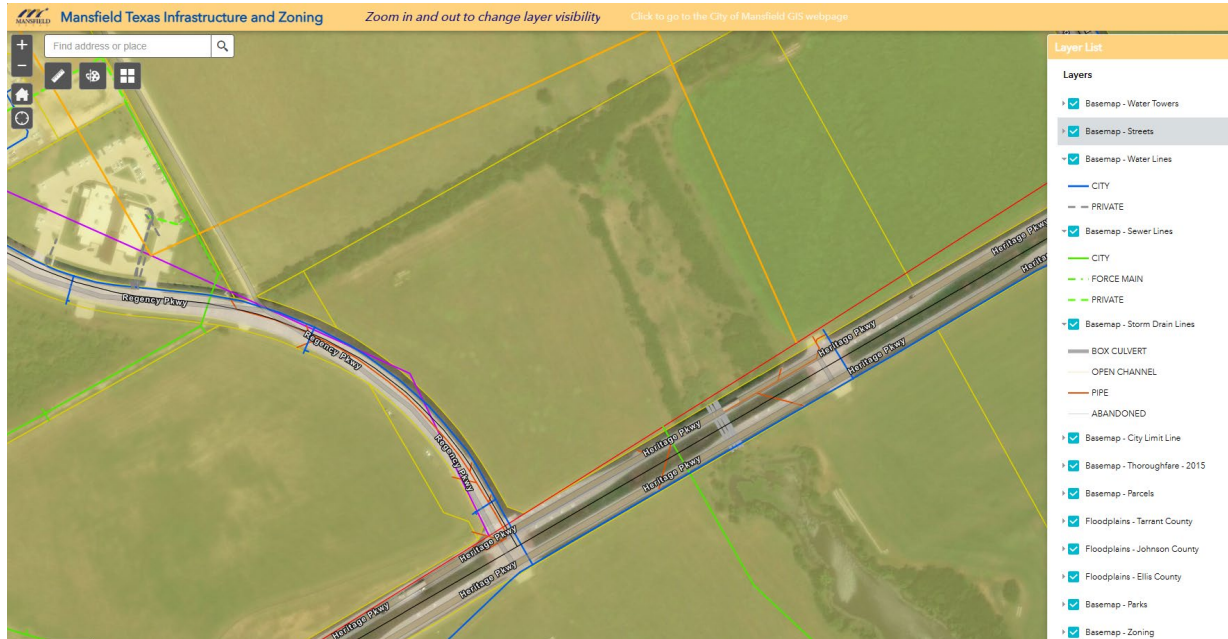 MANSFIELD
Mansfield Texas Infrastructure and Zoning
Zoom in and out to change layer visibility
Click to go to the City of Mansfield GIS webpage
+
−
Find address or place
Layer List
Layers
Basemap - Water Towers
Basemap - Streets
Basemap - Water Lines
CITY
PRIVATE
Basemap - Sewer Lines
CITY
FORCE MAIN
PRIVATE
Basemap - Storm Drain Lines
BOX CULVERT
OPEN CHANNEL
PIPE
ABANDONED
Basemap - City Limit Line
Basemap - Thoroughfare - 2015
Basemap - Parcels
Floodplains - Tarrant County
Floodplains - Johnson County
Floodplains - Ellis County
Basemap - Parks
Basemap - Zoning
Heritage Pkwy
Heritage
Regency Pkwy
Regency Pkwy
Heritage Pkwy
Heritage Pkwy
Regency Pkwy
Heritage Pkwy
Heritage Pkwy
Heritage Pkwy
Heritage Pkwy
Heritage Pkwy